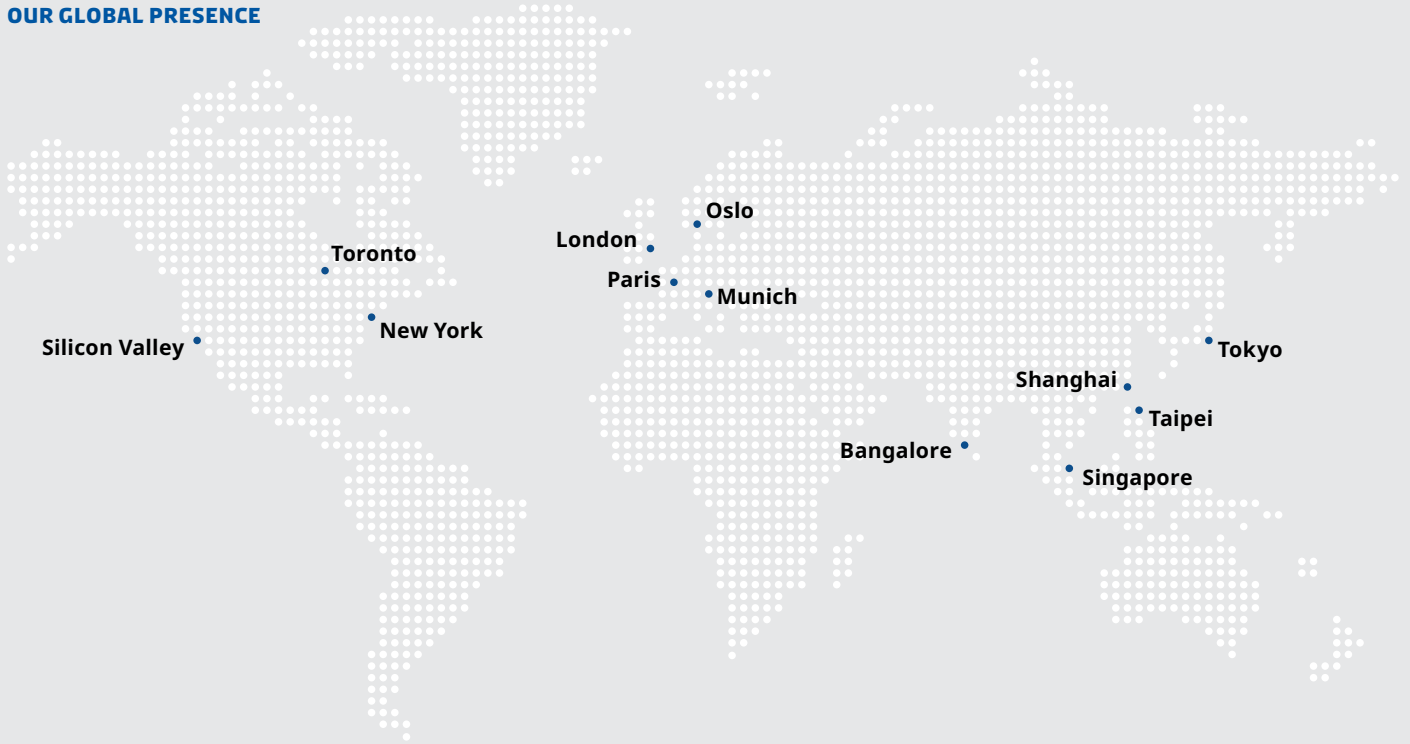 OUR GLOBAL PRESENCE
Oslo
London
Toronto
Paris
Munich
New York
Silicon Valley
Tokyo
Shanghai
Taipei
Bangalore
Singapore